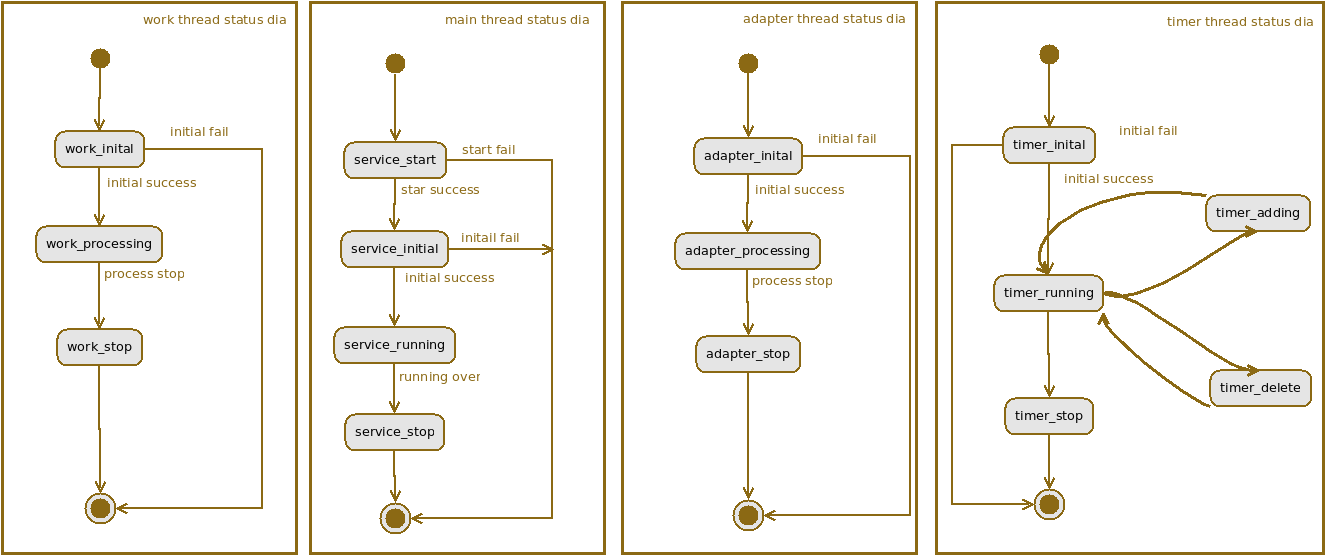 work thread status dia
work_inital
initial fail
initial success
work_processing
process stop
work_stop
main thread status dia
service_start
start fail
star success
service_initial
initail fail
initial success
service_running
running over
service_stop
adapter thread status dia
adapter_inital
initial fail
initial success
adapter_processing
process stop
adapter_stop
timer thread status dia
timer_inital
initial fail
initial success
timer_adding
timer_running
timer_delete
timer_stop